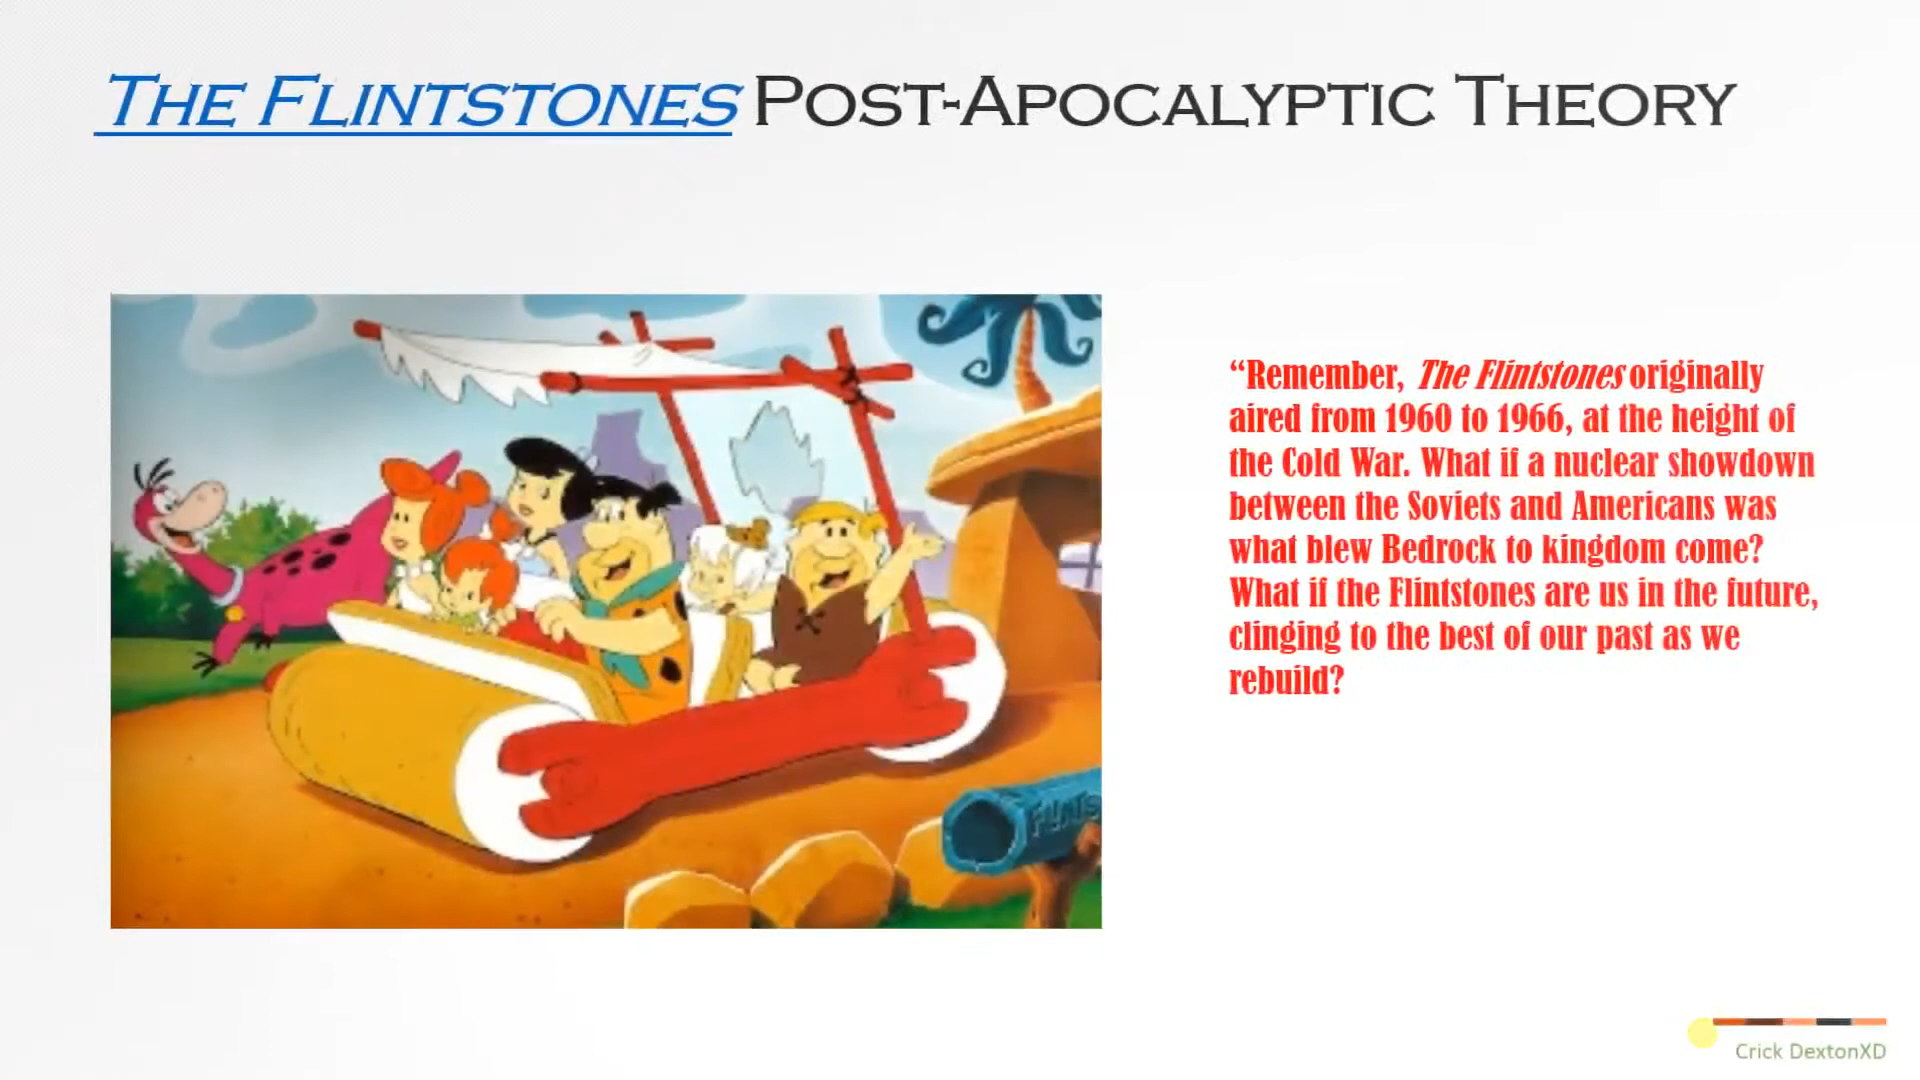 The Flintstones Post-Apocalyptic Theory
“Remember, The Flintstones originally
aired from 1960 to 1966, at the height of
the Cold War. What if a nuclear showdown
between the Soviets and Americans was
what blew Bedrock to kingdom come?
What if the Flintstones are us in the future,
clinging to the best of our past as we
rebuild?
FLINTS
Crick DextonXD